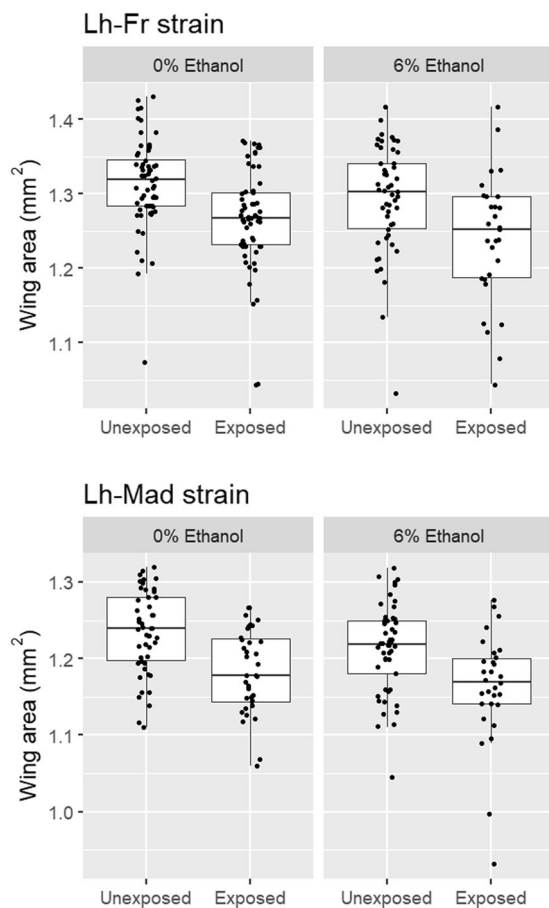 Lh-Fr strain
0% Ethanol 6% Ethanol
Wing area (mm²)
1.4
1.3
1.2
1.1
Unexposed Exposed Unexposed Exposed
Lh-Mad strain
0% Ethanol 6% Ethanol
Wing area (mm²)
1.3
1.2
1.1
1.0
Unexposed Exposed Unexposed Exposed